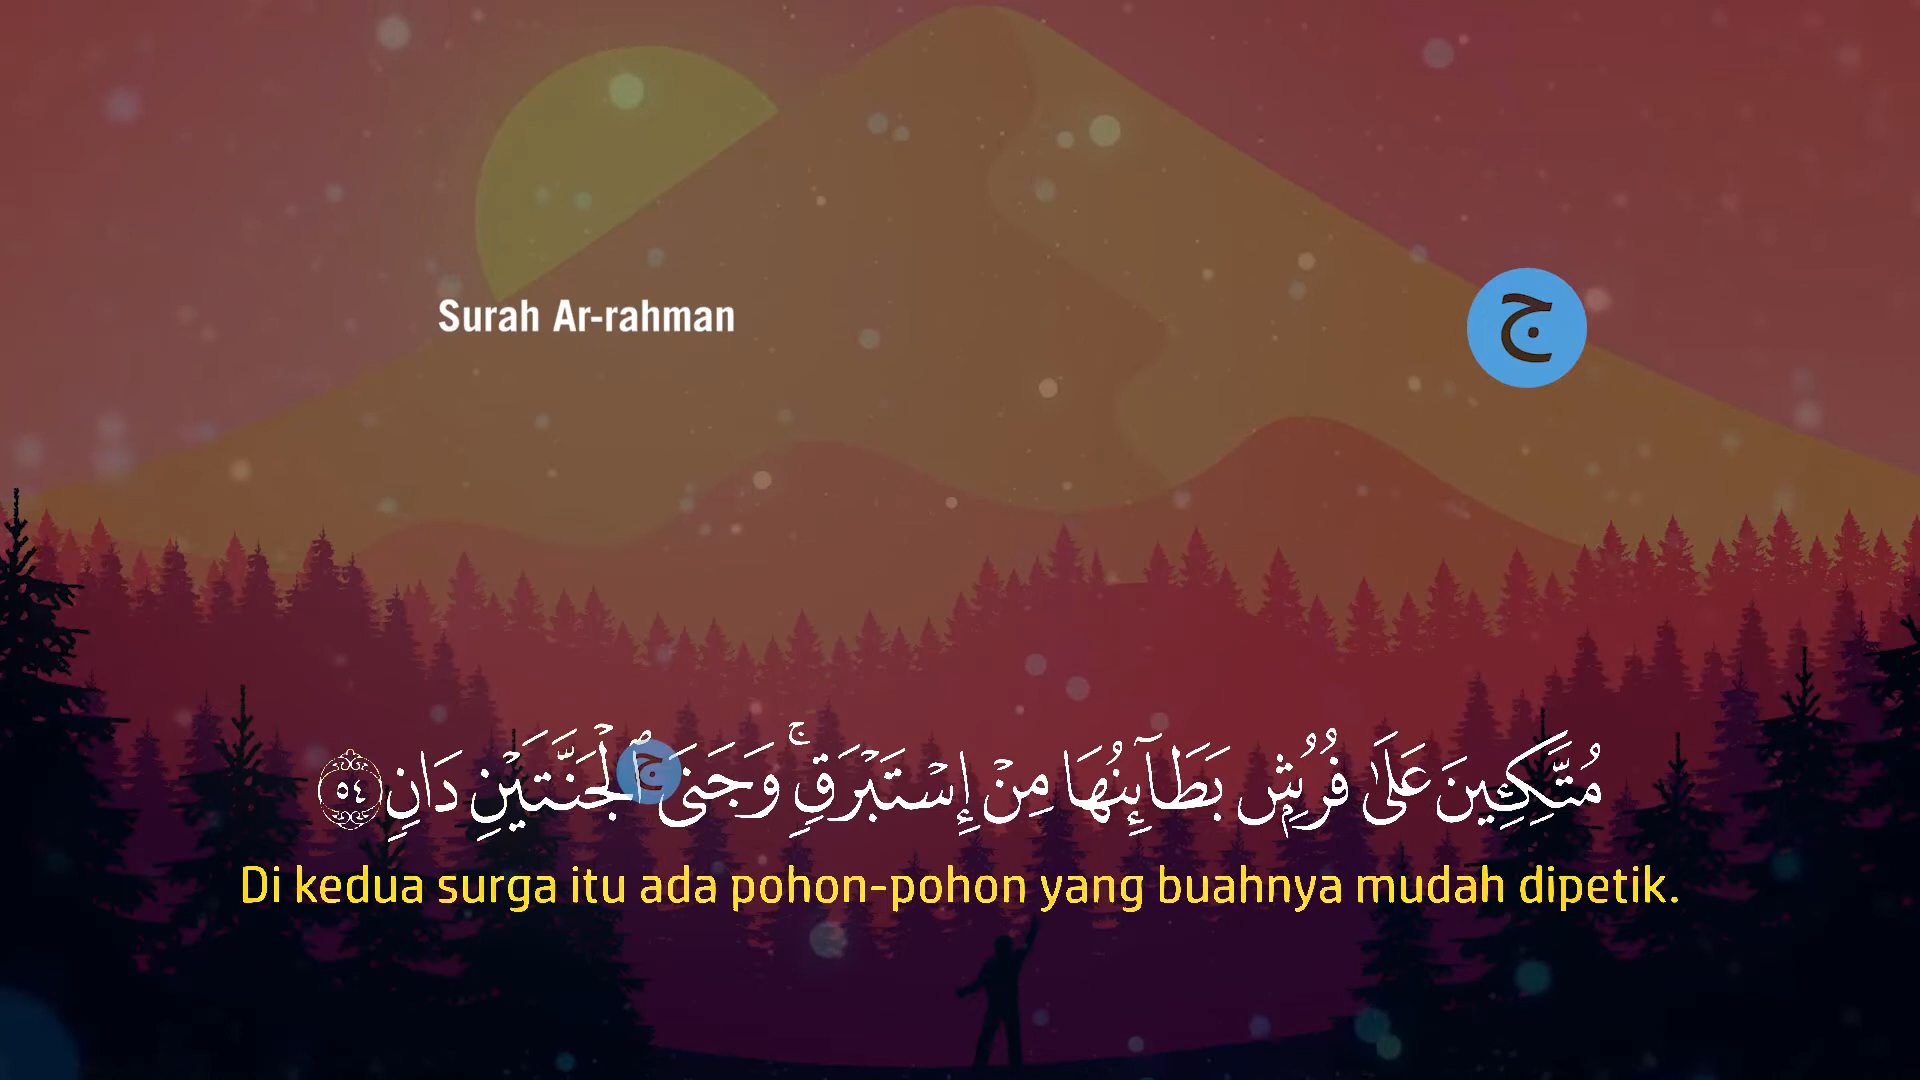 Surah Ar-rahman
ج
مُتَّكِـِٔينَ عَلَىٰ فُرُشٍۭ بَطَآئِنُهَا مِنْ إِسْتَبْرَقٍۚ وَجَنَى ٱلْجَنَّتَيْنِ دَانٍ ٥٤
ج
Di kedua surga itu ada pohon-pohon yang buahnya mudah dipetik.